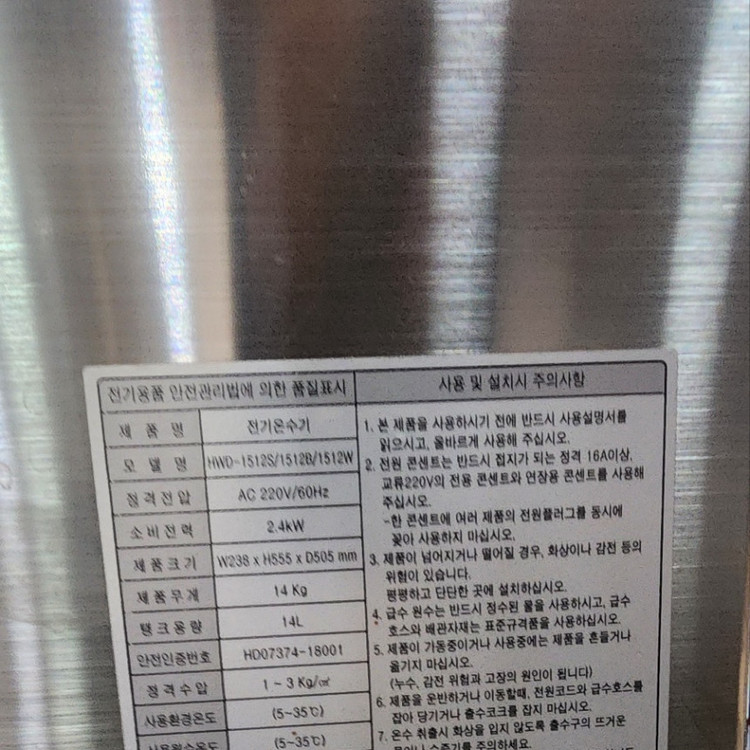 전기용품 안전관리법에 의한 품질표시
제 품 명 전기온수기
모 델 명 HWD-1512S/1512B/1512W
정격전압 AC 220V/60Hz
소비전력 2.4kW
제품크기 W238 x H555 x D505 mm
제품무게 14 Kg
탱크용량 14L
안전인증번호 HD07374-18001
정격수압 1 ~ 3 Kg/㎠
사용환경온도 (5~35℃)
사용원수온도 (5~35℃)
사용 및 설치시 주의사항
1. 본 제품을 사용하시기 전에 반드시 사용설명서를
읽으시고, 올바르게 사용해 주십시오.
2. 전원 콘센트는 반드시 접지가 되는 정격 16A이상,
교류220V의 전용 콘센트와 연장용 콘센트를 사용해
주십시오.
-한 콘센트에 여러 제품의 전원플러그를 동시에
꽂아 사용하지 마십시오.
3. 제품이 넘어지거나 떨어질 경우, 화상이나 감전 등의
위험이 있습니다.
평평하고 단단한 곳에 설치하십시오.
4. 급수 원수는 반드시 정수된 물을 사용하시고, 급수
호스와 배관자재는 표준규격품을 사용하십시오.
5. 제품이 가동중이거나 사용중에는 제품을 흔들거나
옮기지 마십시오.
(누수, 감전 위험과 고장의 원인이 됩니다)
6. 제품을 운반하거나 이동할때, 전원코드와 급수호스를
잡아 당기거나 출수코크를 잡지 마십시오.
7. 온수 취출시 화상을 입지 않도록 출수구의 뜨거운
물이나 수증기를 주의하세요.